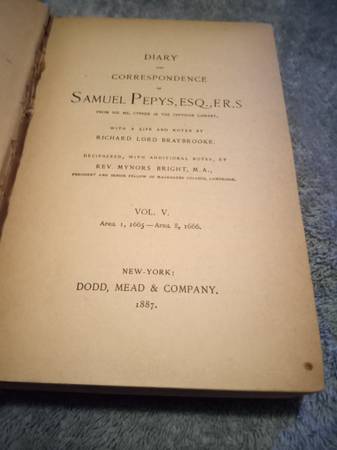 DIARY
AND
CORRESPONDENCE
OF
SAMUEL PEPYS, ESQ., F.R.S
FROM HIS MS. CYPHER IN THE PEPYSIAN LIBRARY,
WITH A LIFE AND NOTES BY
RICHARD LORD BRAYBROOKE.
DECIPHERED, WITH ADDITIONAL NOTES, BY
REV. MYNORS BRIGHT, M.A.,
PRESIDENT AND SENIOR FELLOW OF MAGDALENE COLLEGE, CAMBRIDGE.
VOL. V.
APRIL 1, 1665—APRIL 8, 1666.
NEW-YORK:
DODD, MEAD & COMPANY.
1887.